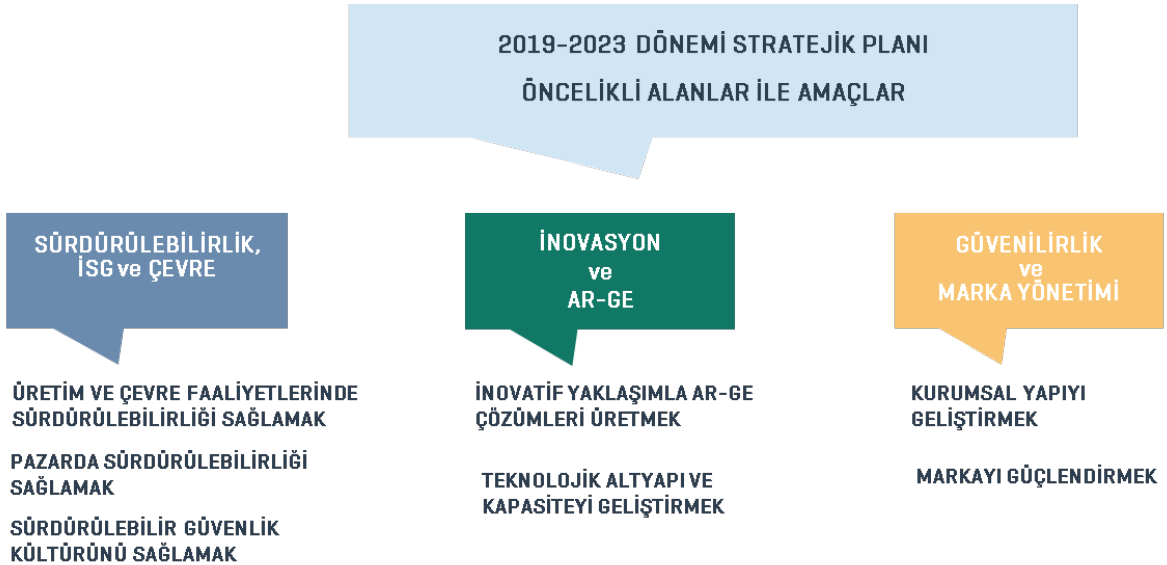 2019-2023 DÖNEMİ STRATEJİK PLANI
ÖNCELİKLİ ALANLAR İLE AMAÇLAR
SÜRDÜRÜLEBİLİRLİK,
İSG ve ÇEVRE
ÜRETİM VE ÇEVRE FAALİYETLERİNDE
SÜRDÜRÜLEBİLİRLİĞİ SAĞLAMAK
PAZARDA SÜRDÜRÜLEBİLİRLİĞİ
SAĞLAMAK
SÜRDÜRÜLEBİLİR GÜVENLİK
KÜLTÜRÜNÜ SAĞLAMAK
İNOVASYON
ve
AR-GE
İNOVATİF YAKLAŞIMLA AR-GE
ÇÖZÜMLERİ ÜRETMEK
TEKNOLOJİK ALTYAPI VE
KAPASİTEYİ GELİŞTİRMEK
GÜVENİLİRLİK
ve
MARKA YÖNETİMİ
KURUMSAL YAPIYI
GELİŞTİRMEK
MARKAYI GÜÇLENDİRMEK